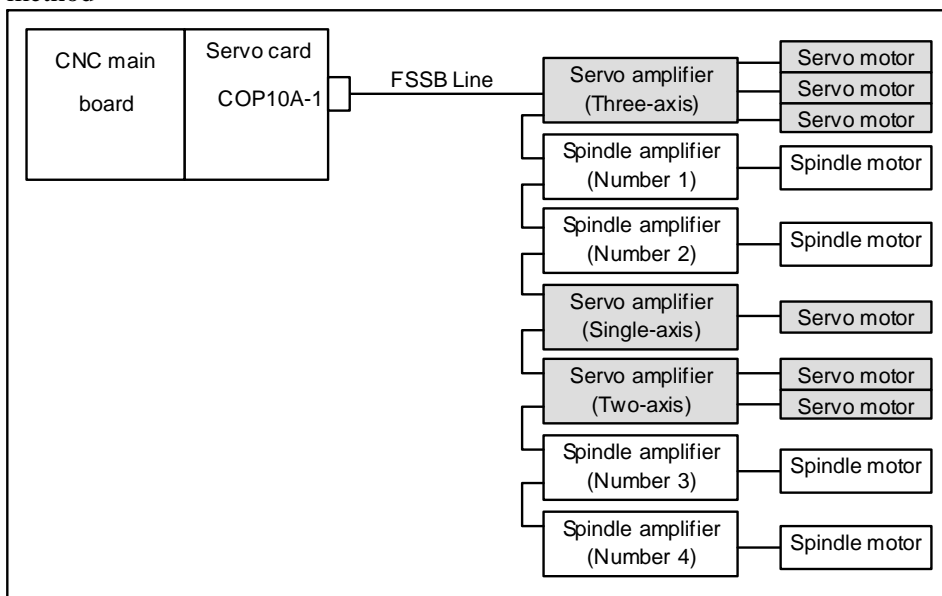 method
CNC main
board
Servo card
COP10A-1
FSSB Line
Servo amplifier
(Three-axis)
Servo motor
Servo motor
Servo motor
Spindle amplifier
(Number 1)
Spindle motor
Spindle amplifier
(Number 2)
Spindle motor
Servo amplifier
(Single-axis)
Servo motor
Servo amplifier
(Two-axis)
Servo motor
Servo motor
Spindle amplifier
(Number 3)
Spindle motor
Spindle amplifier
(Number 4)
Spindle motor